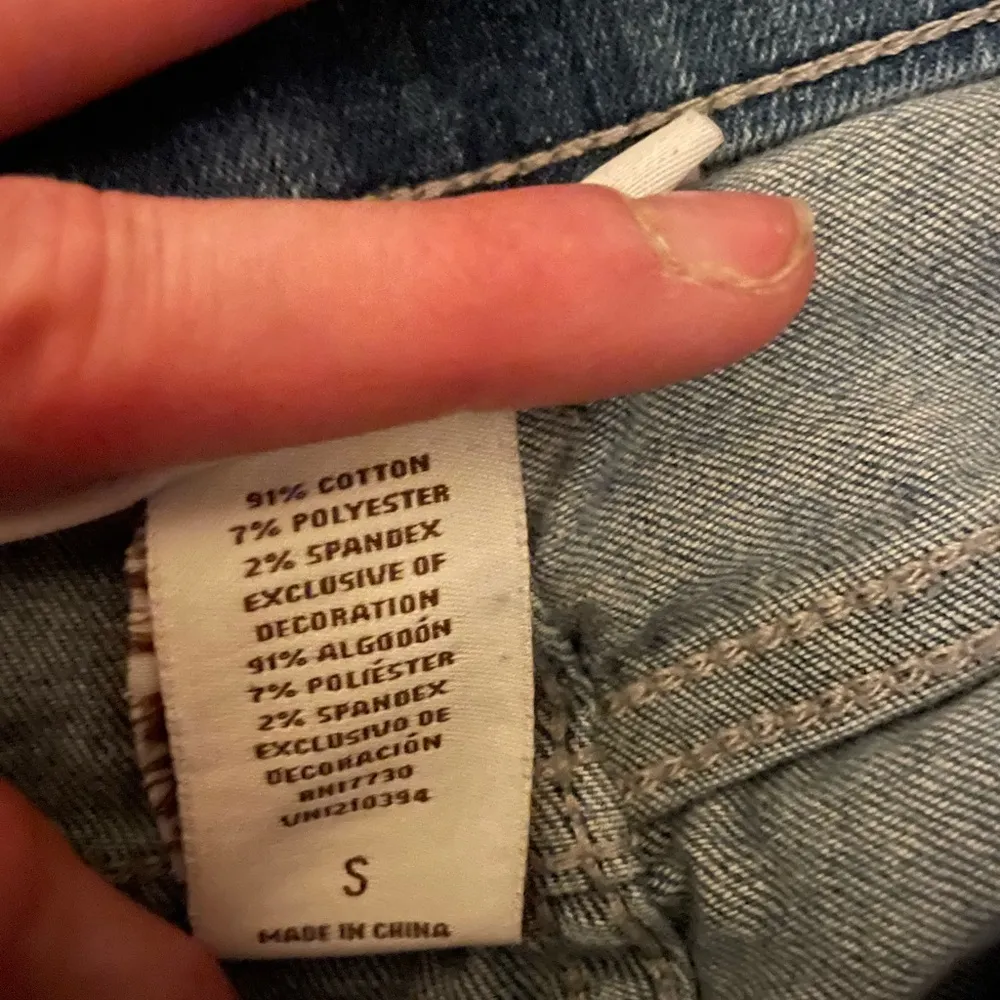 91% COTTON
7% POLYESTER
2% SPANDEX
EXCLUSIVE OF
DECORATION
91% ALGODÓN
7% POLIÉSTER
2% SPANDEX
EXCLUSIVO DE
DECORACIÓN
RN17730
VN1210394
S
MADE IN CHINA